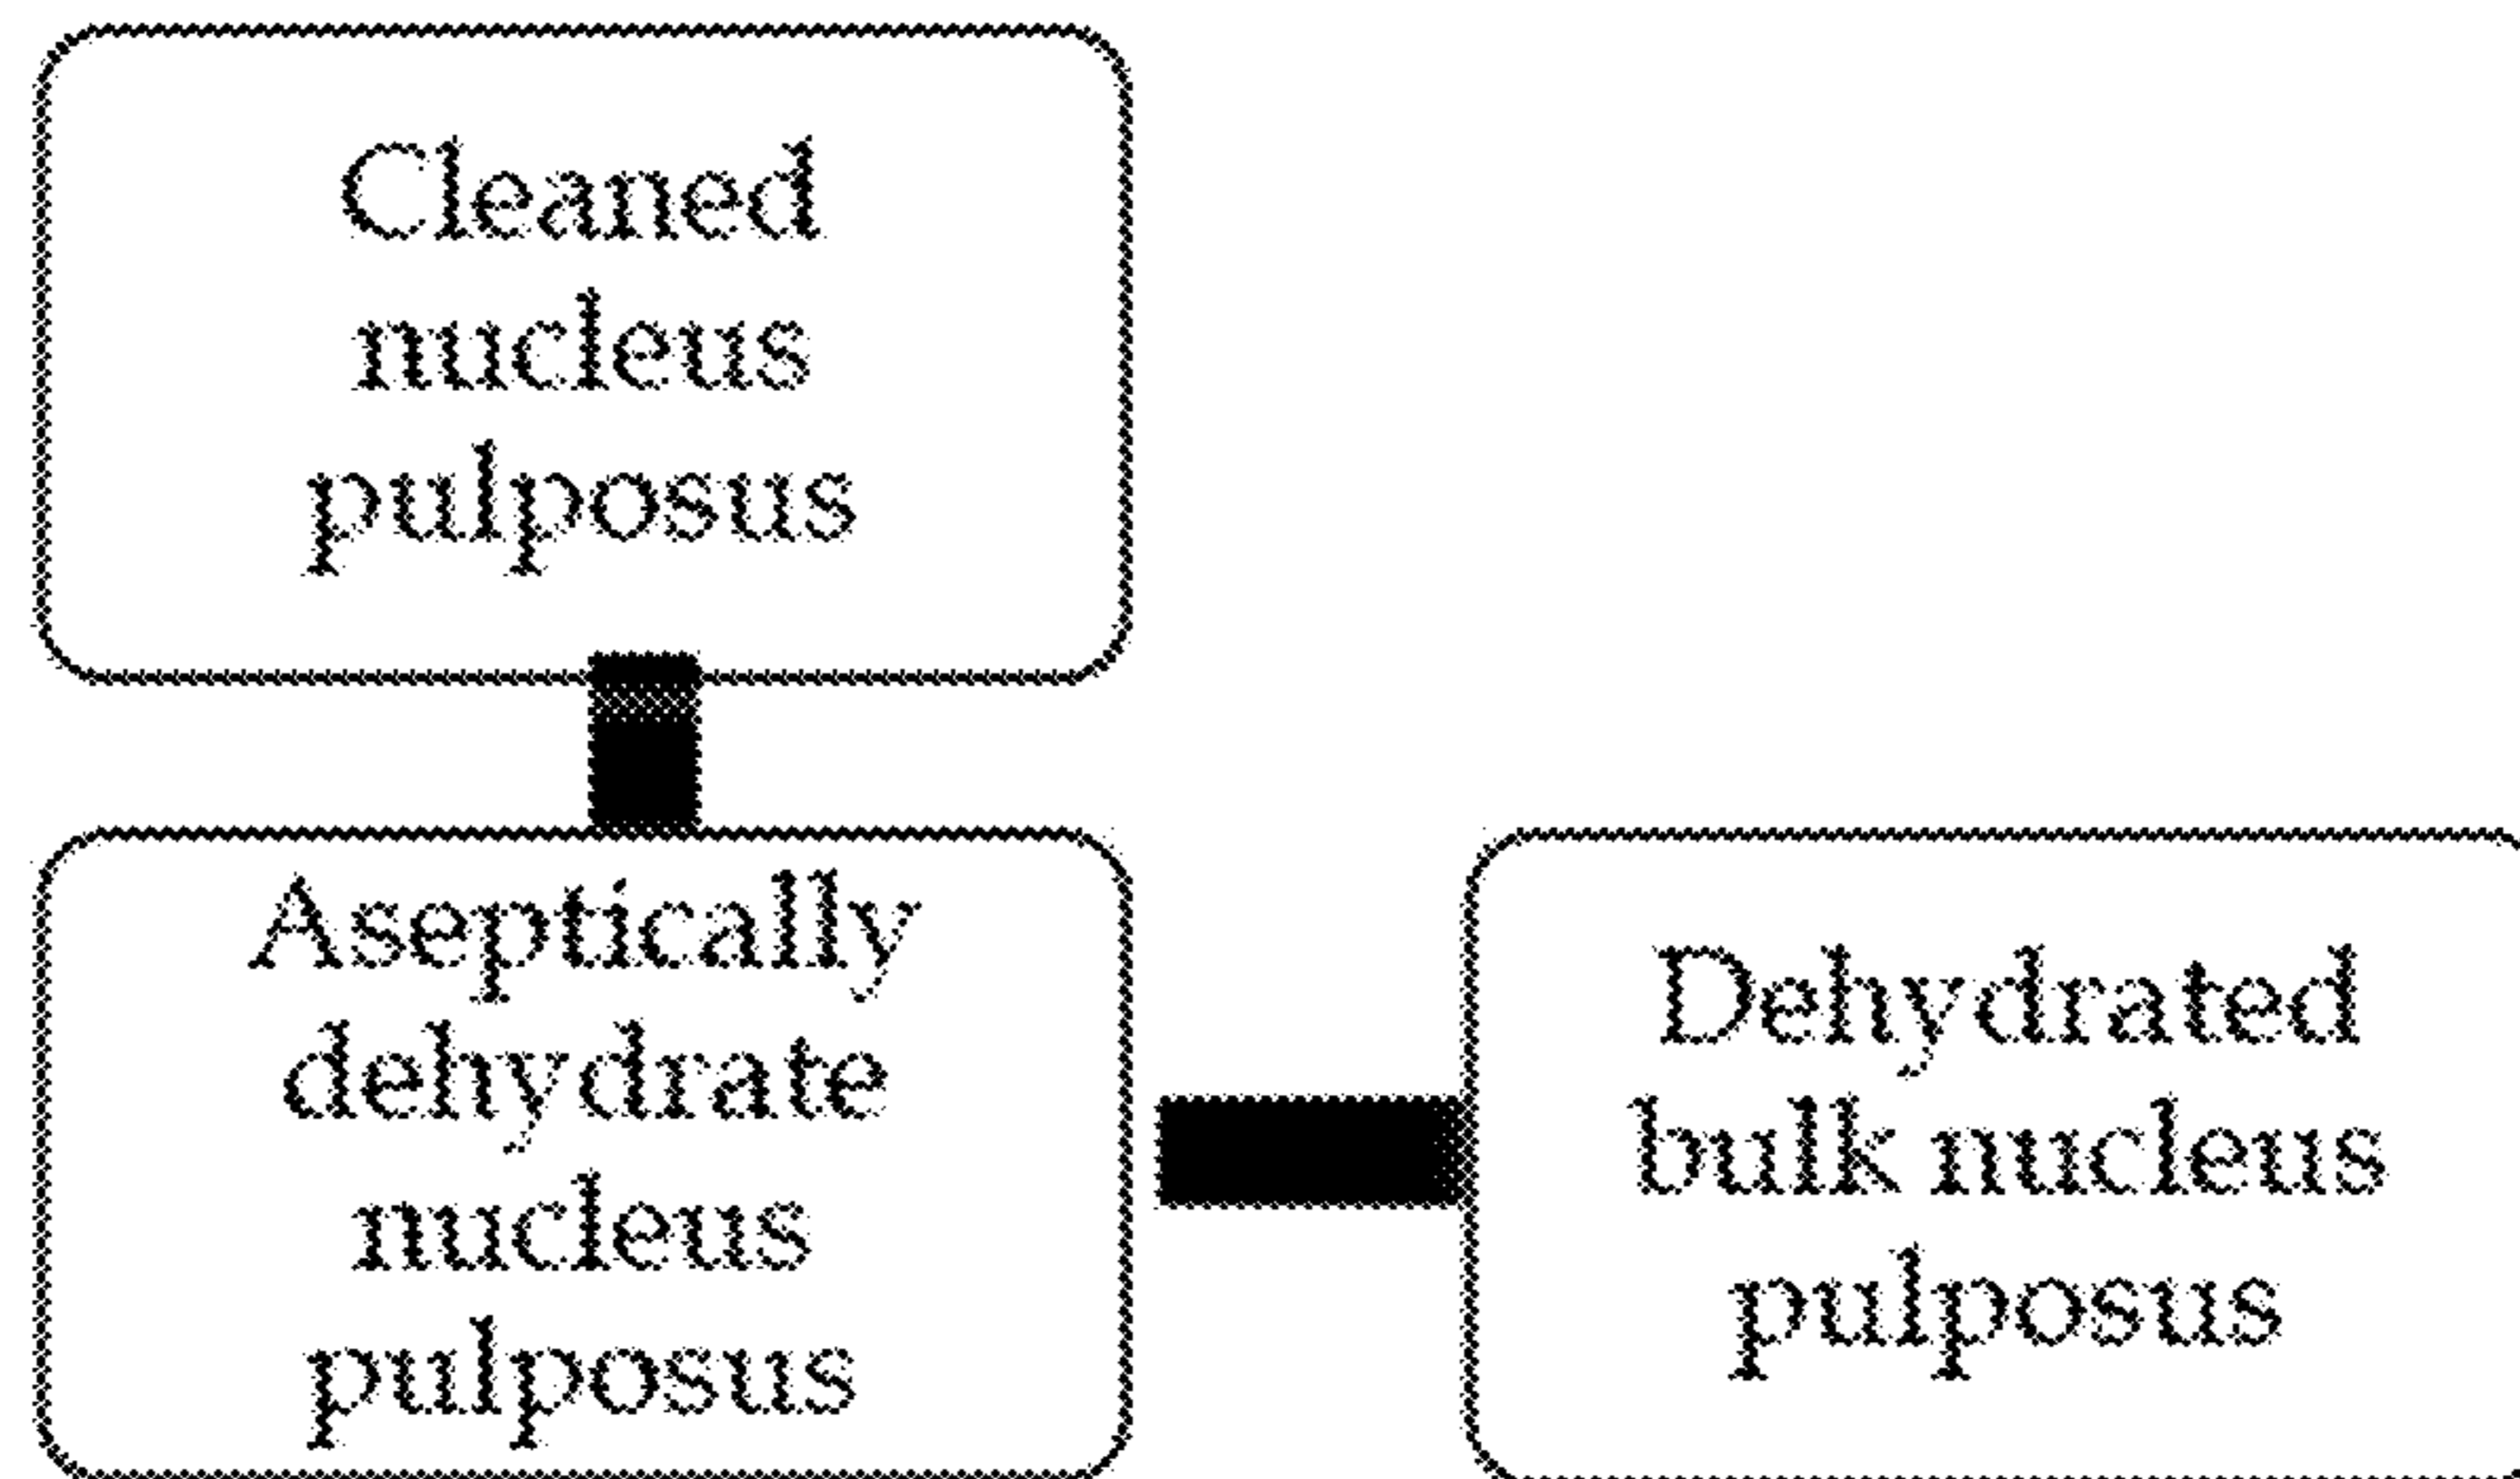 Cleaned
nucleus
pulposus
Aseptically
dehydrate
nucleus
pulposus
Dehydrated
bulk nucleus
pulposus